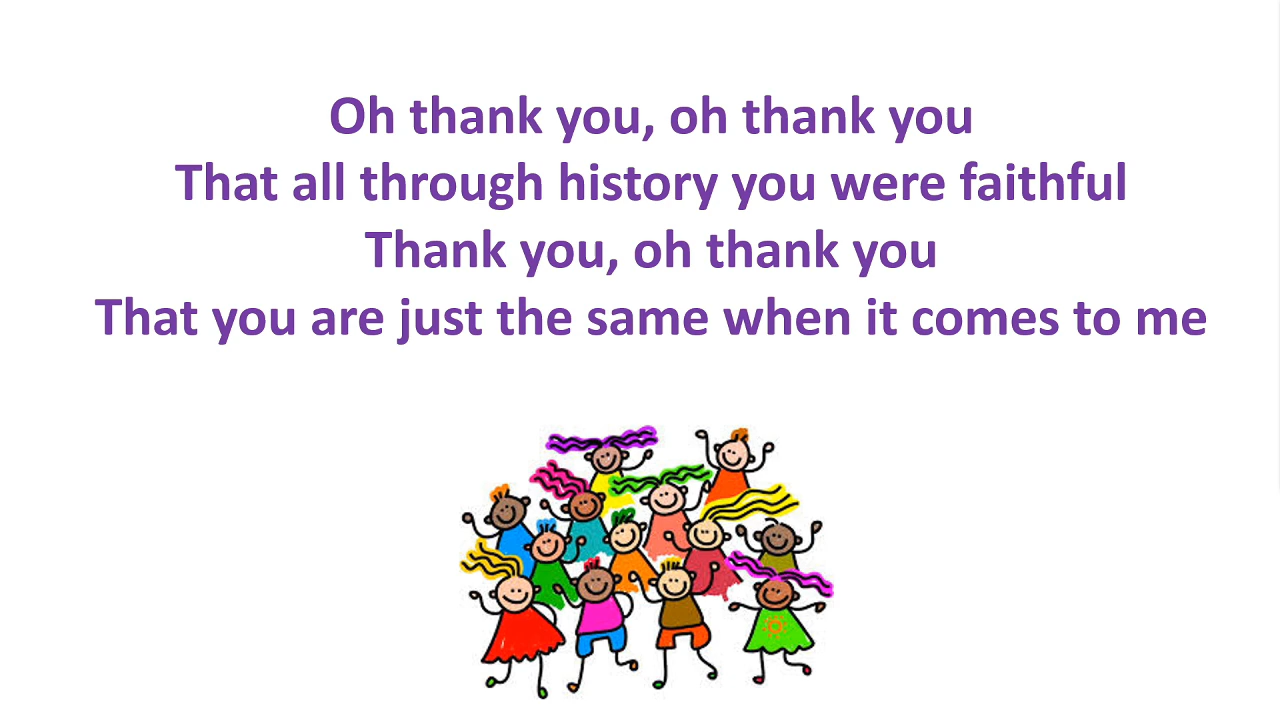 Oh thank you, oh thank you
That all through history you were faithful
Thank you, oh thank you
That you are just the same when it comes to me